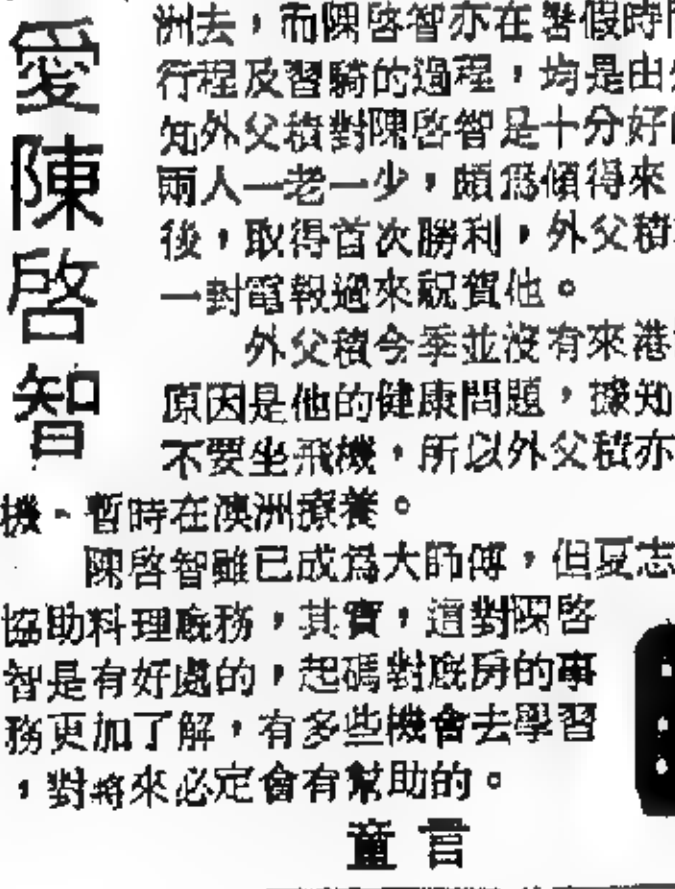 愛陳啓智
洲去，而陳啓智亦在暑假時
行程及習騎的過程，均是由
知外父積對陳啓智是十分好
兩人一老一少，頗爲傾得來
後，取得首次勝利，外父積
一封電報過來祝賀他。
外父積今季並沒有來港
原因是他的健康問題，據知
不要坐飛機，所以外父積亦
機，暫時在澳洲療養。
陳啓智雖已成爲大師傅，但夏志
協助料理廐務，其實，這對陳啓
智是有好處的，起碼對廐房的事
務更加了解，有多些機會去學習
，對將來必定會有幫助的。
童言